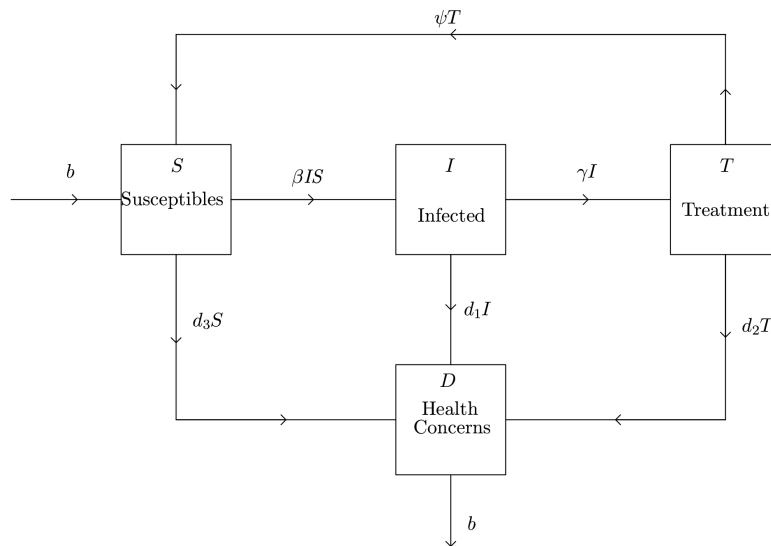 ψT
b
S
Susceptibles
βIS
I
Infected
γI
T
Treatment
d₃S
d₁I
d₂T
D
Health
Concerns
b